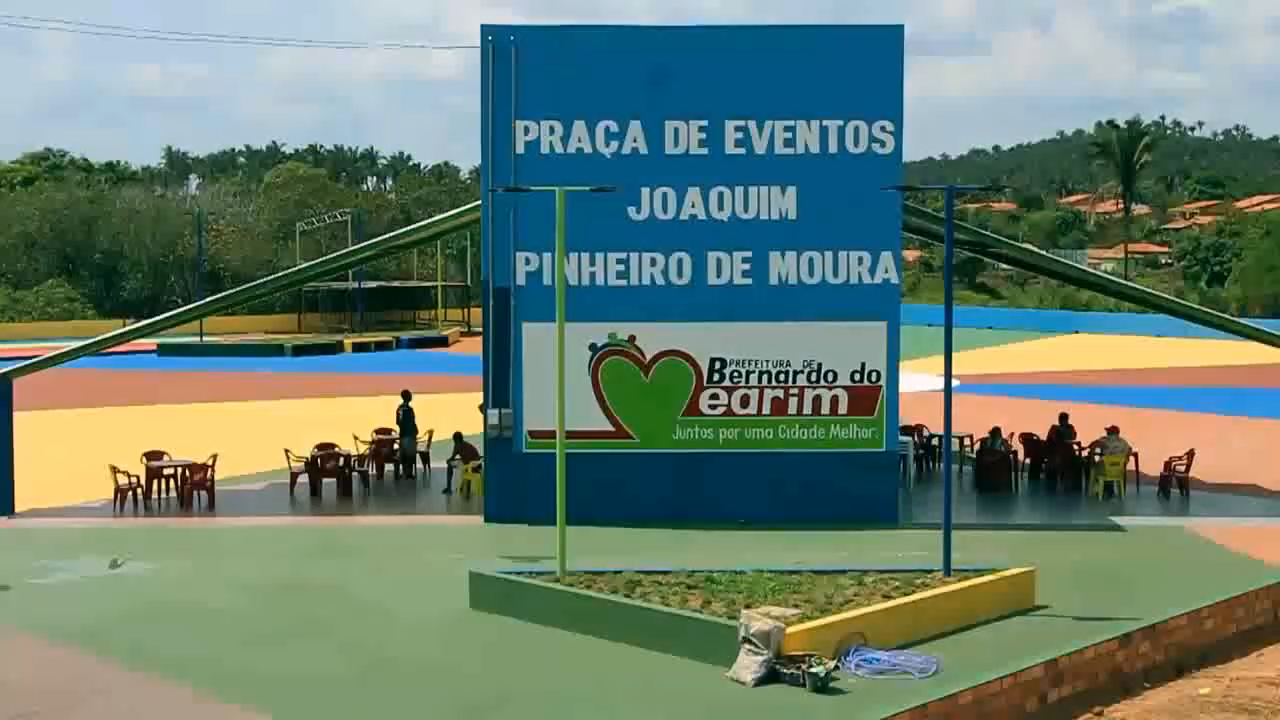 PRAÇA DE EVENTOS
JOAQUIM
PINHEIRO DE MOURA
PREFEITURA DE
Bernardo do
Mearim
Juntos por uma Cidade Melhor.